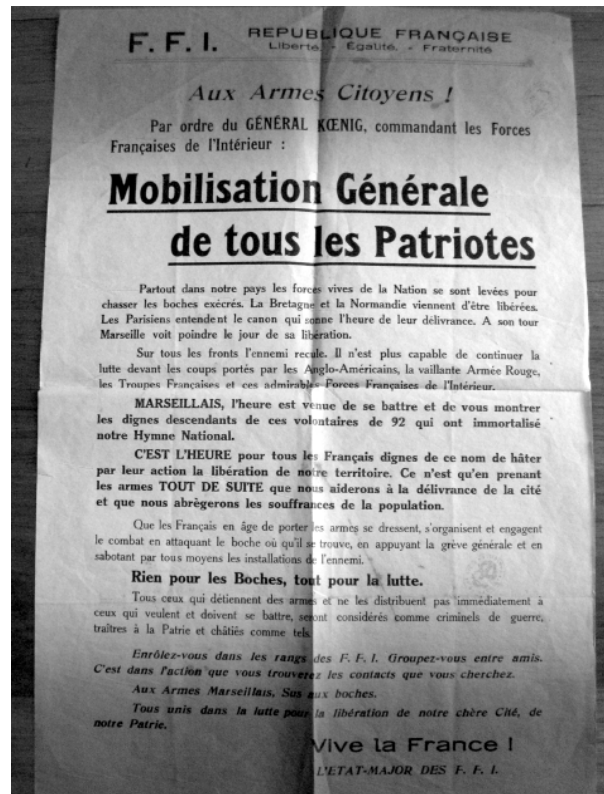 F. F. I.
REPUBLIQUE FRANÇAISE
Liberté. - Égalité. - Fraternité
Aux Armes Citoyens !
Par ordre du GÉNÉRAL KŒNIG, commandant les Forces
Françaises de l'Intérieur :
Mobilisation Générale
de tous les Patriotes
Partout dans notre pays les forces vives de la Nation se sont levées pour
chasser les boches exécrés. La Bretagne et la Normandie viennent d'être libérées.
Les Parisiens entendent le canon qui sonne l'heure de leur délivrance. A son tour
Marseille voit poindre le jour de sa libération.
Sur tous les fronts l'ennemi recule. Il n'est plus capable de continuer la
lutte devant les coups portés par les Anglo-Américains, la vaillante Armée Rouge,
les Troupes Françaises et ces admirables Forces Françaises de l'Intérieur.
MARSEILLAIS, l'heure est venue de se battre et de vous montrer
les dignes descendants de ces volontaires de 92 qui ont immortalisé
notre Hymne National.
C'EST L'HEURE pour tous les Français dignes de ce nom de hâter
par leur action la libération de notre territoire. Ce n'est qu'en prenant
les armes TOUT DE SUITE que nous aiderons à la délivrance de la cité
et que nous abrègerons les souffrances de la population.
Que les Français en âge de porter les armes se dressent, s'organisent et engagent
le combat en attaquant le boche où qu'il se trouve, en appuyant la grève générale et en
sabotant par tous moyens les installations de l'ennemi.
Rien pour les Boches, tout pour la lutte.
Tous ceux qui détiennent des armes et ne les distribuent pas immédiatement à
ceux qui veulent et doivent se battre, seront considérés comme criminels de guerre,
traîtres à la Patrie et châtiés comme tels.
Enrôlez-vous dans les rangs des F. F. I. Groupez-vous entre amis.
C'est dans l'action que vous trouverez les contacts que vous cherchez.
Aux Armes Marseillais, Sus aux boches.
Tous unis dans la lutte pour la libération de notre chère Cité, de
notre Patrie.
Vive la France !
L'ETAT-MAJOR DES F. F. I.